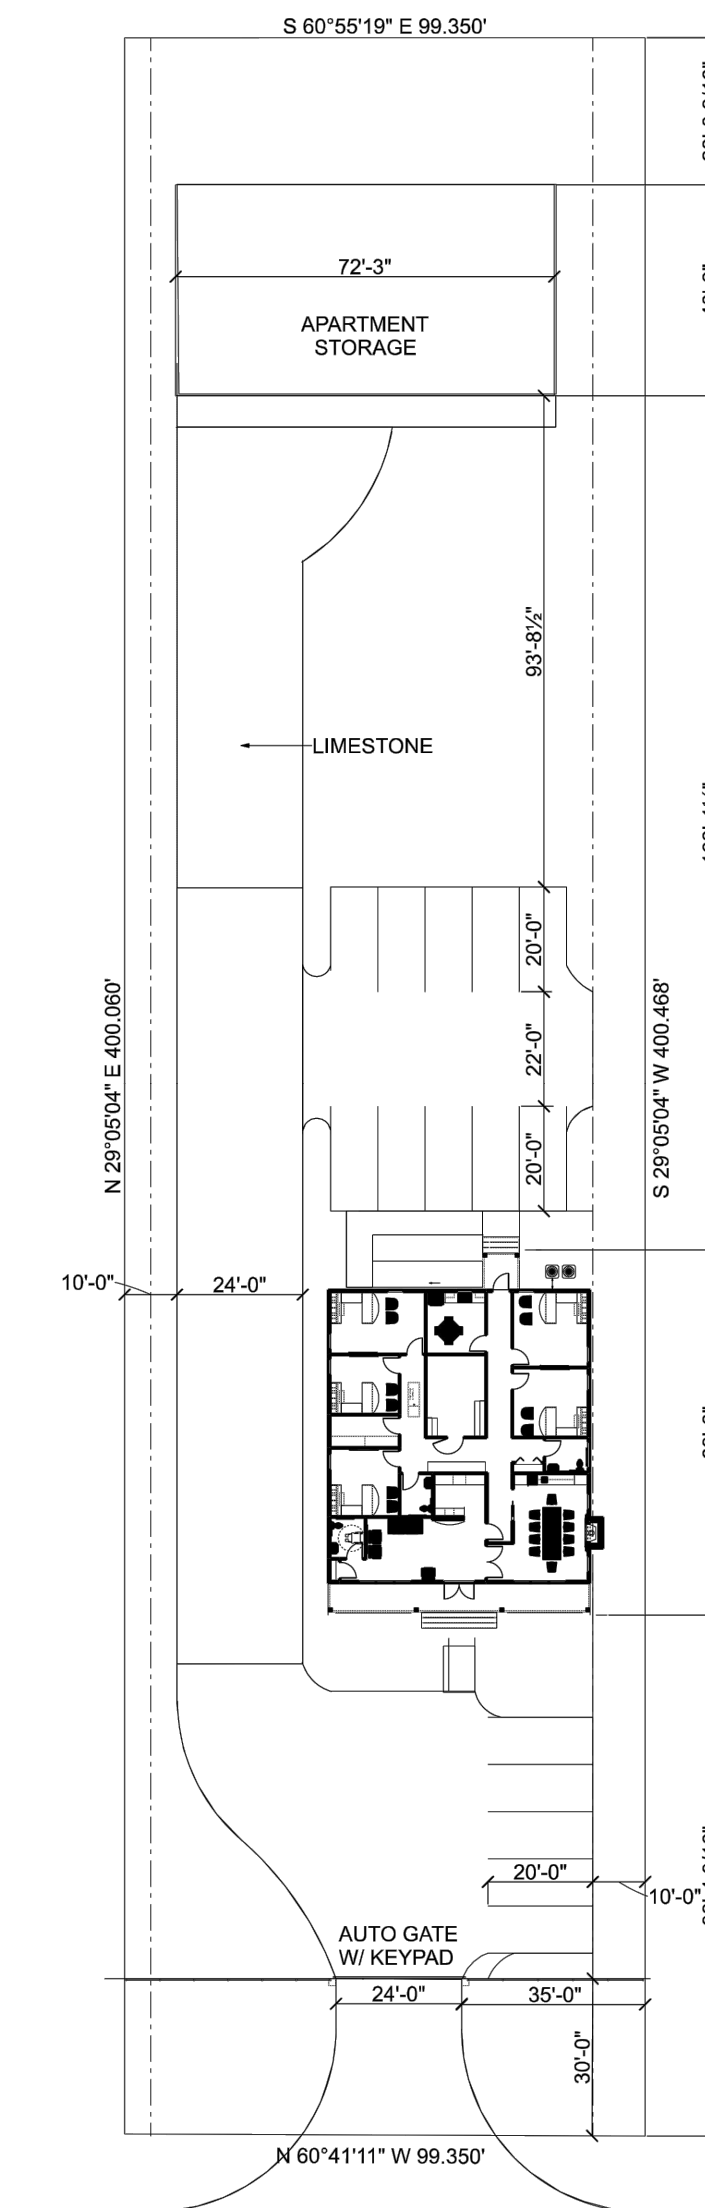 S 60°55'19" E 99.350'
72'-3"
APARTMENT
STORAGE
93'-8½"
LIMESTONE
20'-0"
22'-0"
N 29°05'04" E 400.060'
S 29°05'04" W 400.468'
20'-0"
10'-0"
24'-0"
20'-0"
10'-0"
AUTO GATE
W/ KEYPAD
24'-0"
35'-0"
30'-0"
N 60°41'11" W 99.350'